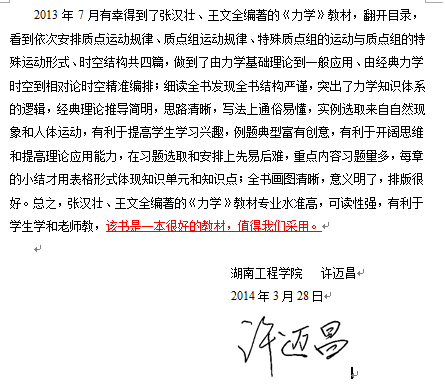 2013 年 7 月有幸得到了张汉壮、王文全编著的《力学》教材，翻开目录，
看到依次安排质点运动规律、质点组运动规律、特殊质点组的运动与质点组的特
殊运动形式、时空结构共四篇，做到了由力学基础理论到一般应用、由经典力学
时空到相对论时空精准编排；细读全书发现全书结构严谨，突出了力学知识体系
的逻辑，经典理论推导简明，思路清晰，写法上通俗易懂，实例选取来自自然现
象和人体运动，有利于提高学生学习兴趣，例题典型富有创意，有利于开阔思维
和提高理论应用能力，在习题选取和安排上先易后难，重点内容习题量多，每章
的小结才用表格形式体现知识单元和知识点；全书画图清晰，意义明了，排版很
好。总之，张汉壮、王文全编著的《力学》教材专业水准高，可读性强，有利于
学生学和老师教，该书是一本很好的教材，值得我们采用。
湖南工程学院 许迈昌
2014 年 3 月 28 日
许迈昌